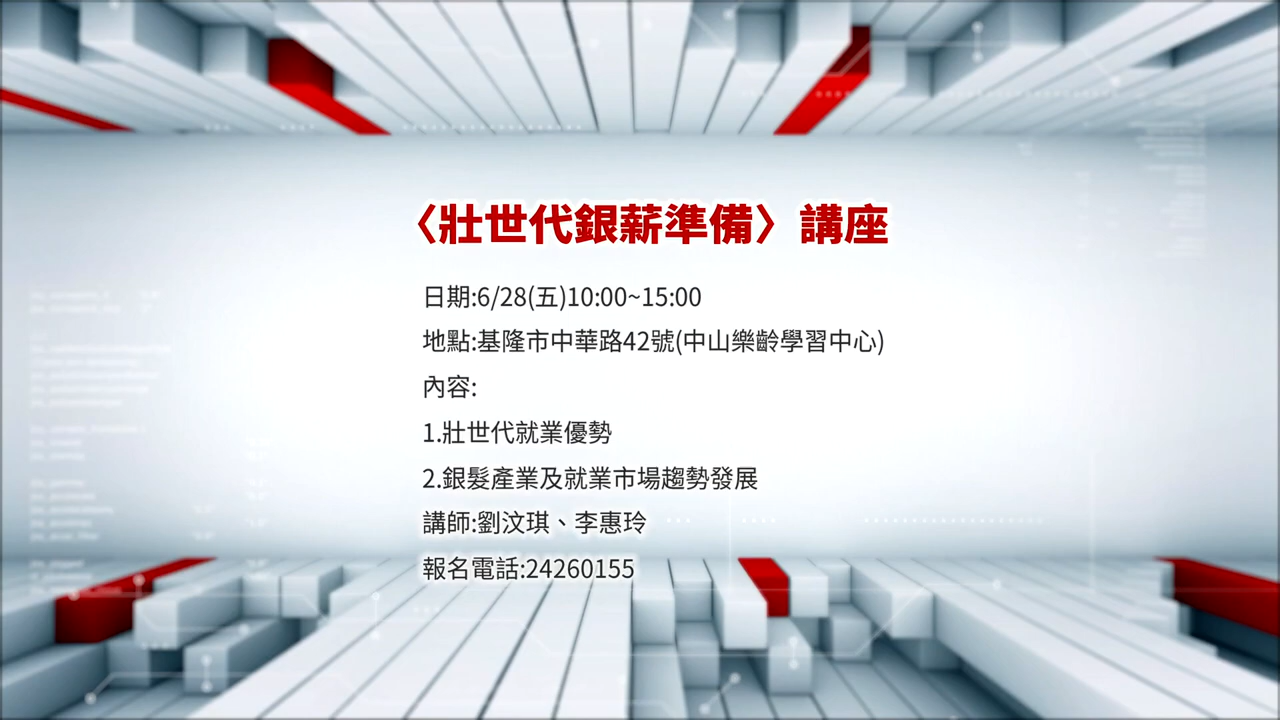 〈壯世代銀薪準備〉講座
日期:6/28(五)10:00~15:00
地點:基隆市中華路42號(中山樂齡學習中心)
內容:
1.壯世代就業優勢
2.銀髮產業及就業市場趨勢發展
講師:劉汶琪、李惠玲
報名電話:24260155